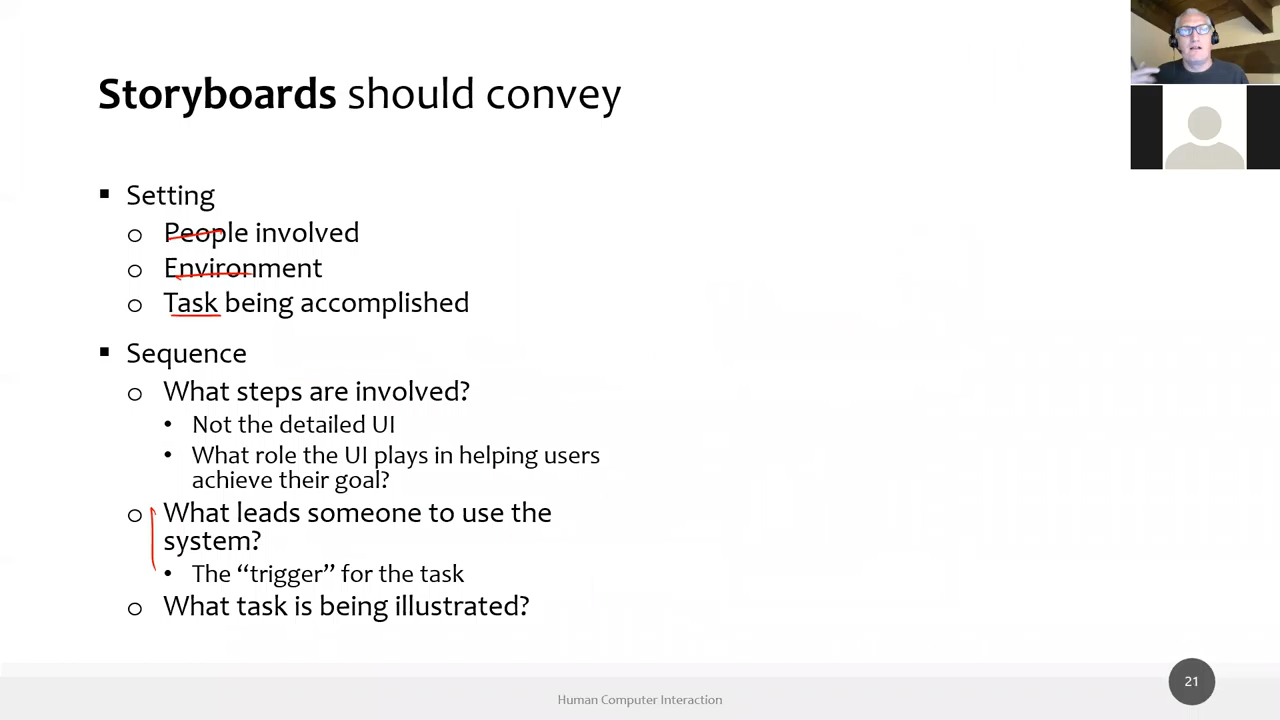 Storyboards should convey
▪ Setting
o People involved
o Environment
o Task being accomplished
▪ Sequence
o What steps are involved?
• Not the detailed UI
• What role the UI plays in helping users
achieve their goal?
o What leads someone to use the
system?
• The “trigger” for the task
o What task is being illustrated?
Human Computer Interaction
21